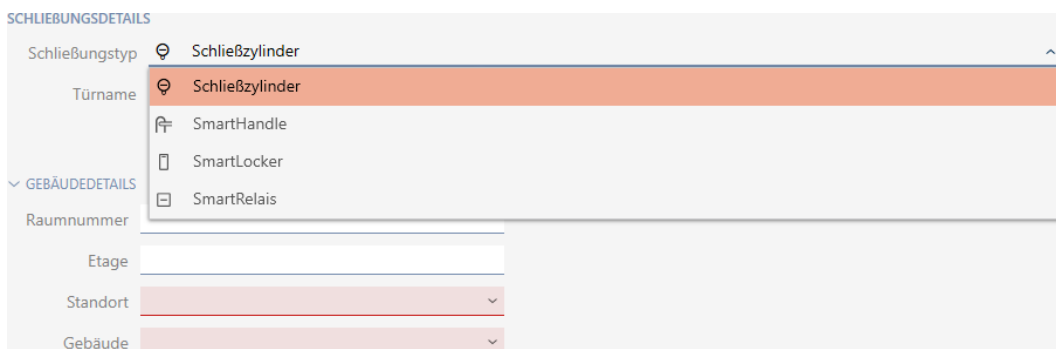 SCHLIEßUNGSDETAILS
Schließungstyp Schließzylinder
Schließzylinder
Türname
SmartHandle
SmartLocker
GEBÄUDEDETAILS
SmartRelais
Raumnummer
Etage
Standort
Gebäude